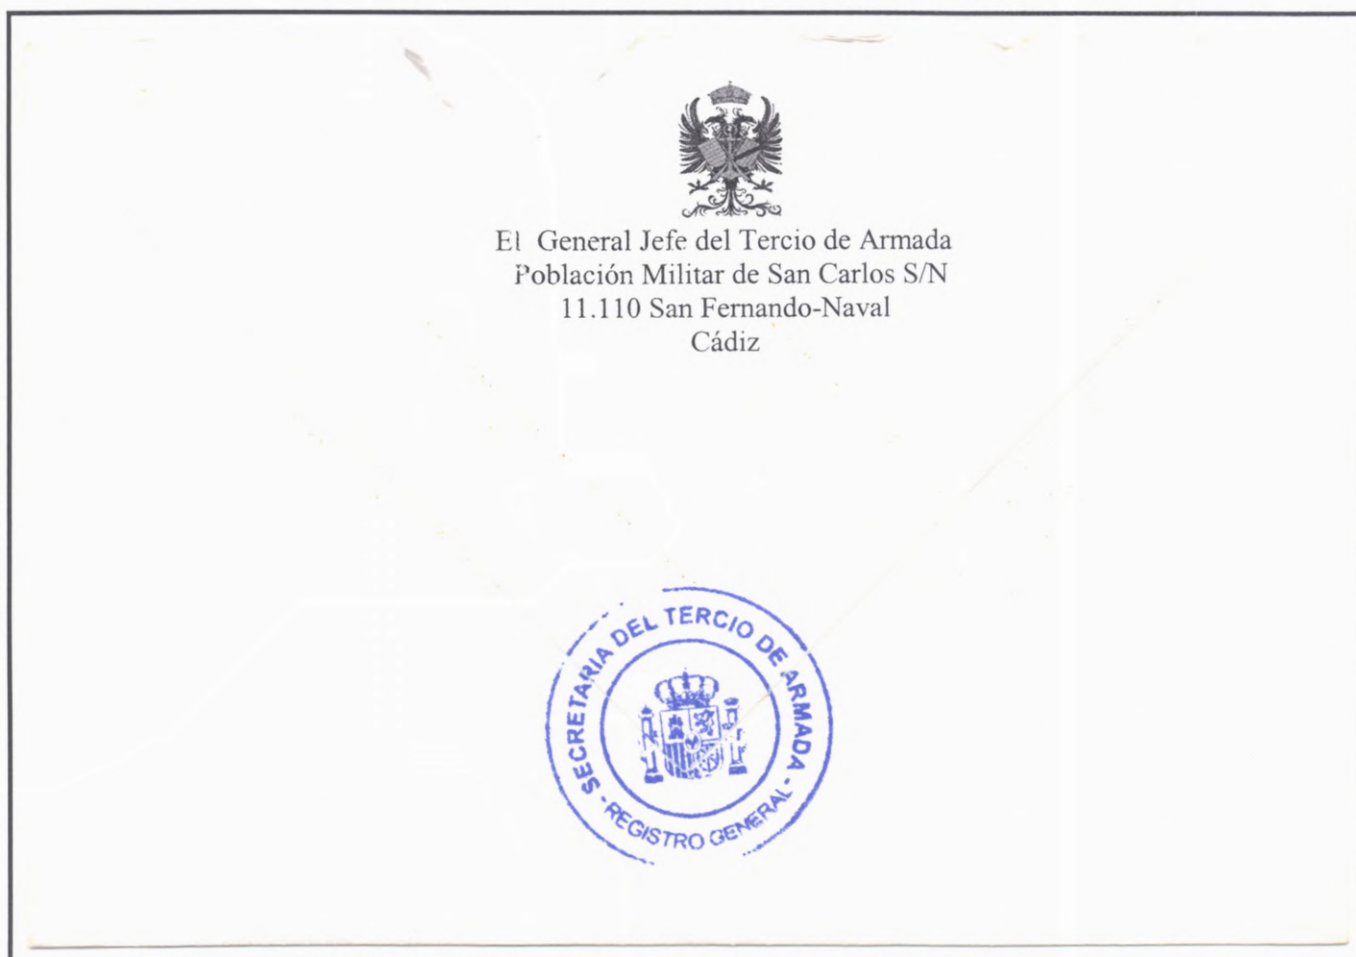 El General Jefe del Tercio de Armada
Población Militar de San Carlos S/N
11.110 San Fernando-Naval
Cádiz
SECRETARIA DEL TERCIO DE ARMADA
- REGISTRO GENERAL -